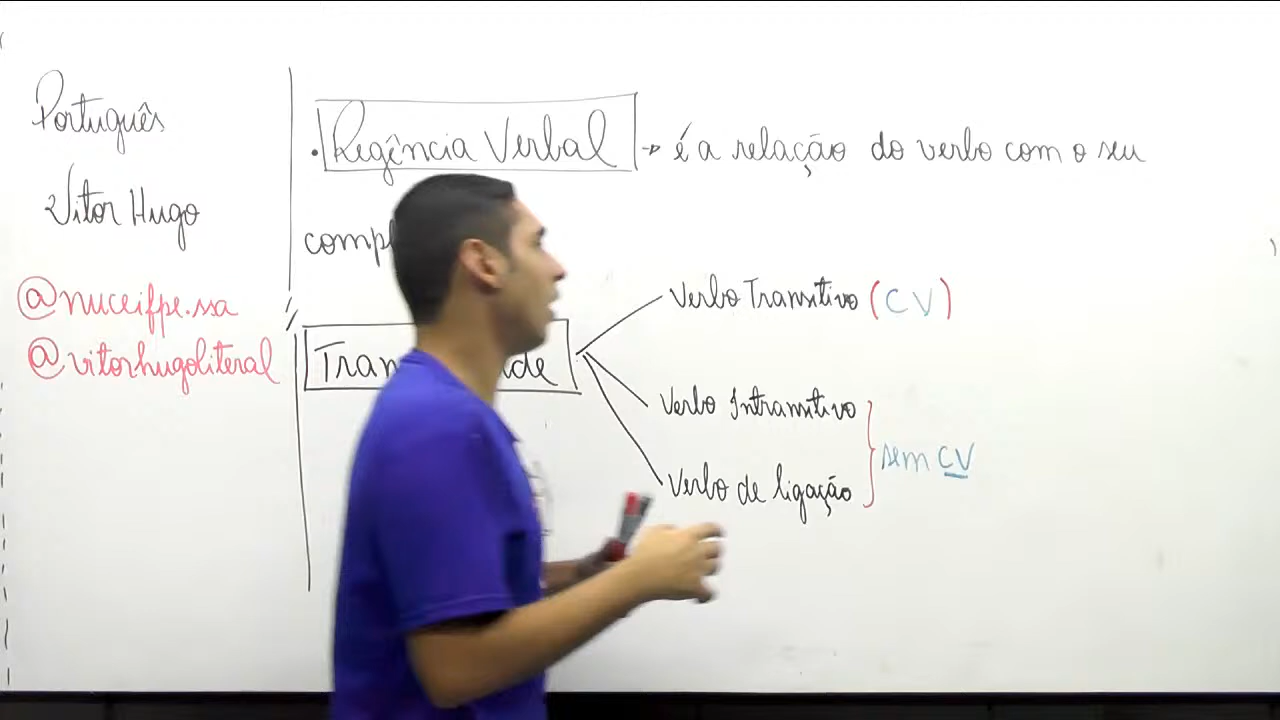 Português
Vitor Hugo
@nuceifpe.ssa
@vitorhugoliteral
. Regência Verbal → é a relação do verbo com o seu
Verbo Transitivo (CV)
Verbo Intransitivo
sem CV
Verbo de ligação